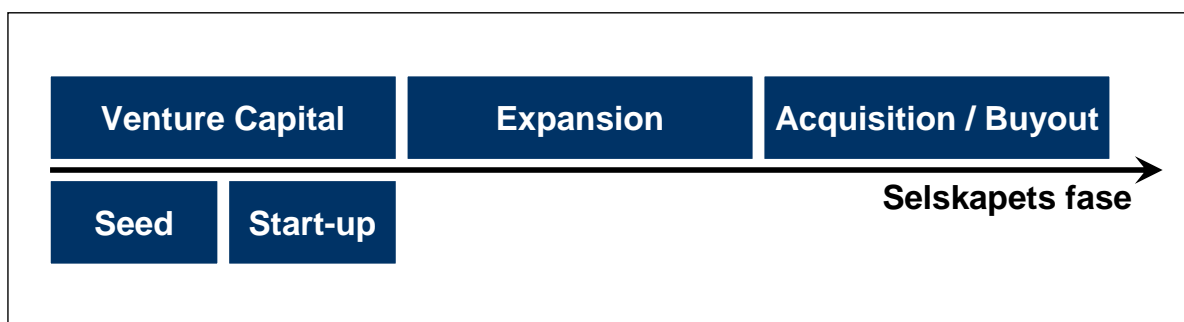 Venture Capital
Expansion
Acquisition / Buyout
Selskapets fase
Seed
Start-up